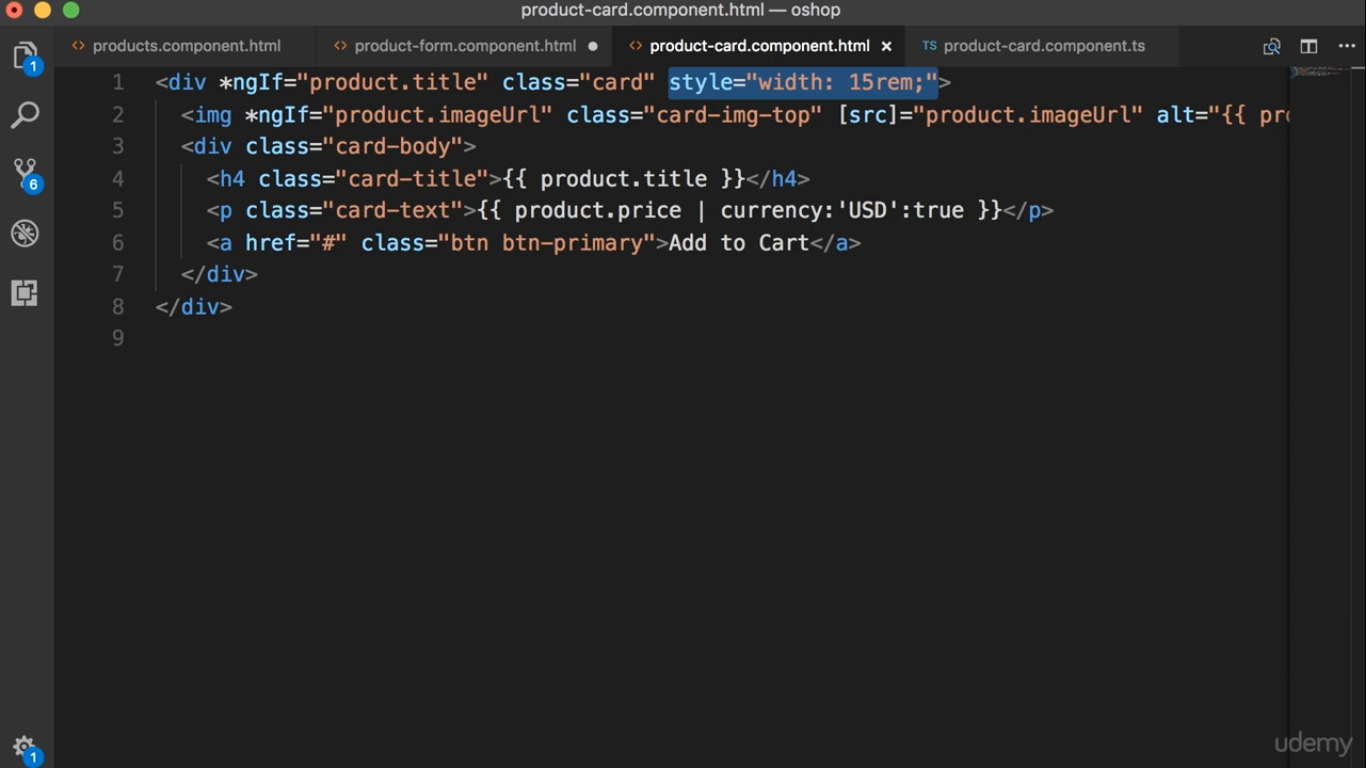 product-card.component.html — oshop
products.component.html product-form.component.html product-card.component.html TS product-card.component.ts
1 <div *ngIf="product.title" class="card" style="width: 15rem;">
2 <img *ngIf="product.imageUrl" class="card-img-top" [src]="product.imageUrl" alt="{{ pro
3 <div class="card-body">
4 <h4 class="card-title">{{ product.title }}</h4>
5 <p class="card-text">{{ product.price | currency:'USD':true }}</p>
6 <a href="#" class="btn btn-primary">Add to Cart</a>
7 </div>
8 </div>
9
1
6
1
udemy